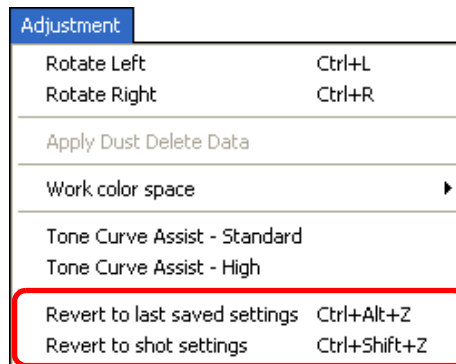 Adjustment
Rotate Left Ctrl+L
Rotate Right Ctrl+R
Apply Dust Delete Data
Work color space
Tone Curve Assist - Standard
Tone Curve Assist - High
Revert to last saved settings Ctrl+Alt+Z
Revert to shot settings Ctrl+Shift+Z